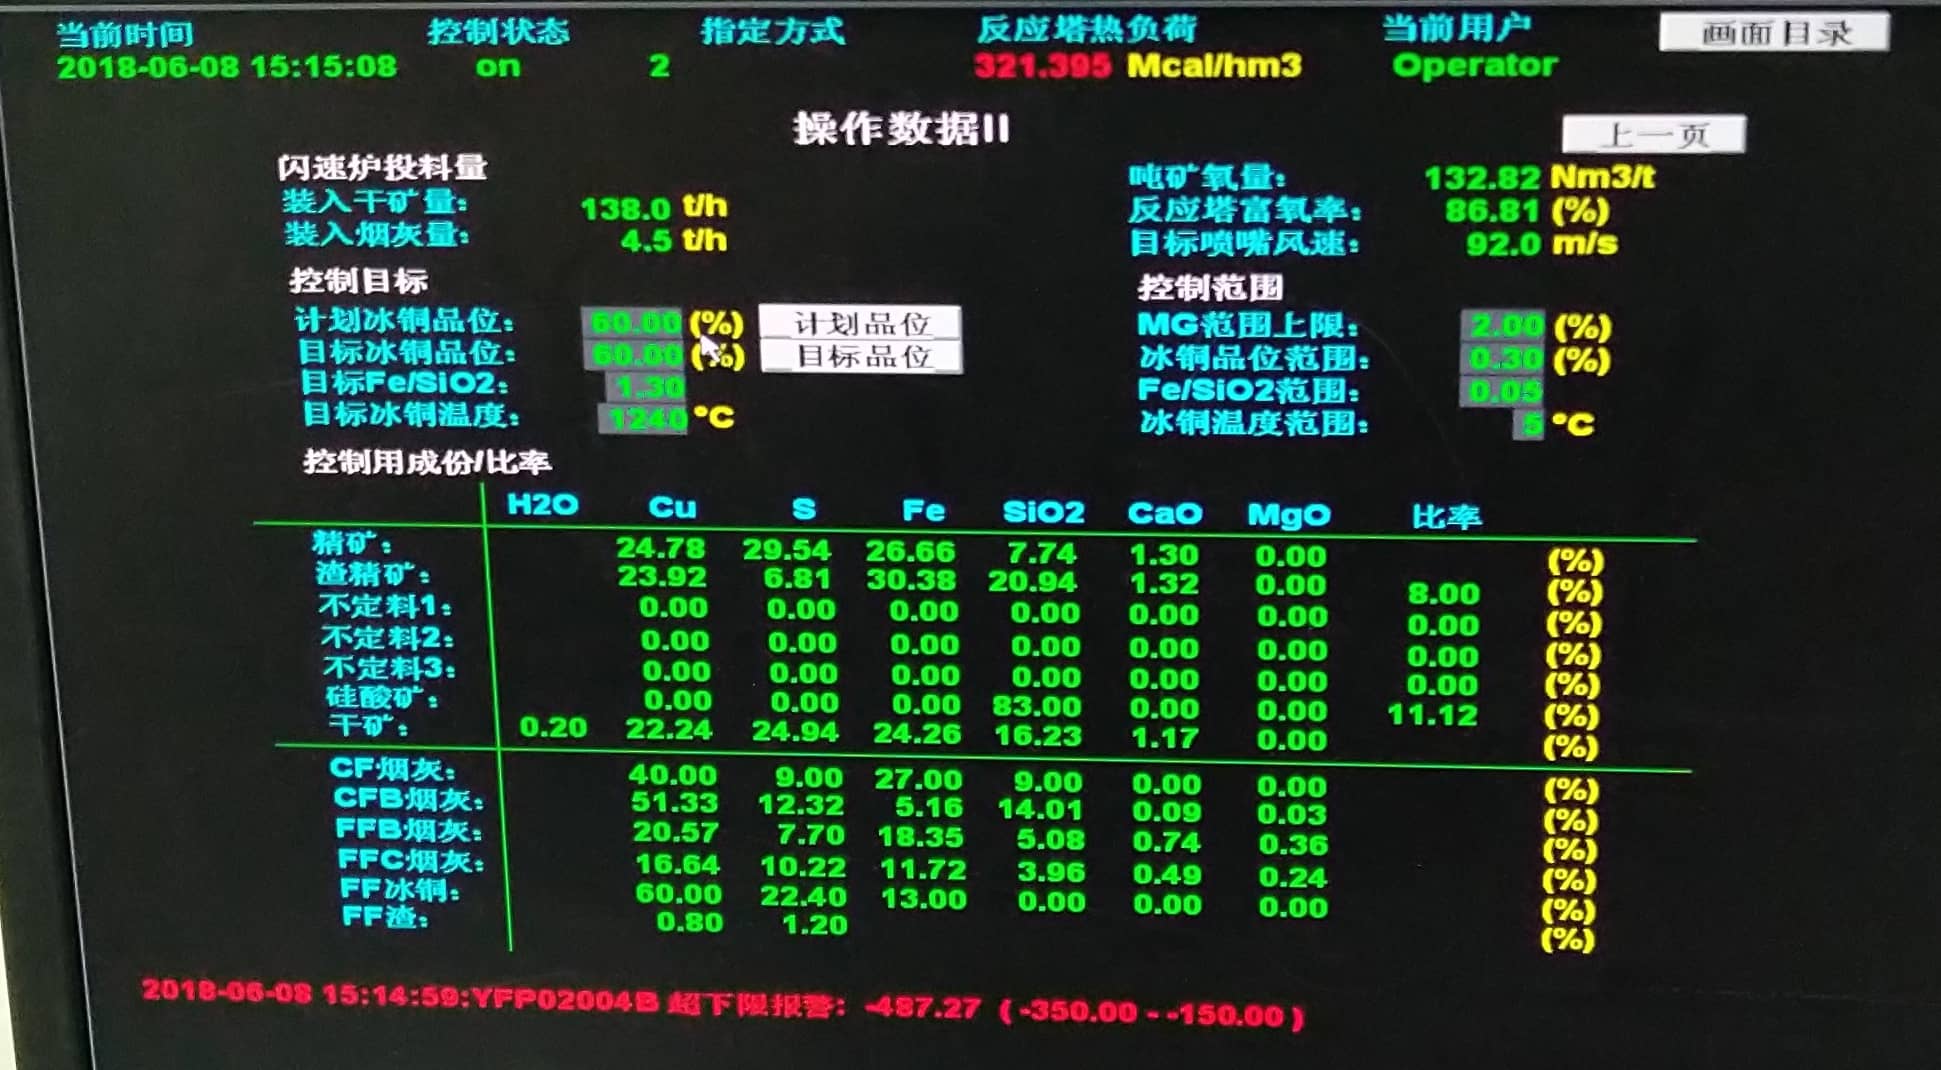 当前时间 控制状态 指定方式 反应塔热负荷 当前用户 画面目录
2018-06-08 15:15:08 on 2 321.395 Mcal/hm3 Operator
操作数据II 上一页
闪速炉投料量
装入干矿量: 138.0 t/h 吨矿氧量: 132.82 Nm3/t
装入烟灰量: 4.5 t/h 反应塔富氧率: 86.81 (%)
目标喷嘴风速: 92.0 m/s
控制目标 控制范围
计划冰铜品位: 60.00 (%) 计划品位 MG范围上限: 2.00 (%)
目标冰铜品位: 60.00 (%) 目标品位 冰铜品位范围: 0.30 (%)
目标Fe/SiO2: 1.30 Fe/SiO2范围: 0.05
目标冰铜温度: 1240 °C 冰铜温度范围: 5 °C
控制用成份/比率
H2O Cu S Fe SiO2 CaO MgO 比率
精矿: 24.78 29.54 26.66 7.74 1.30 0.00 (%)
渣精矿: 23.92 6.81 30.38 20.94 1.32 0.00 8.00 (%)
不定料1: 0.00 0.00 0.00 0.00 0.00 0.00 0.00 (%)
不定料2: 0.00 0.00 0.00 0.00 0.00 0.00 0.00 (%)
不定料3: 0.00 0.00 0.00 0.00 0.00 0.00 0.00 (%)
硅酸矿: 0.00 0.00 0.00 83.00 0.00 0.00 11.12 (%)
干矿: 0.20 22.24 24.94 24.26 16.23 1.17 0.00 (%)
CF烟灰: 40.00 9.00 27.00 9.00 0.00 0.00 (%)
CFB烟灰: 51.33 12.32 5.16 14.01 0.09 0.03 (%)
FFB烟灰: 20.57 7.70 18.35 5.08 0.74 0.36 (%)
FFC烟灰: 16.64 10.22 11.72 3.96 0.49 0.24 (%)
FF冰铜: 60.00 22.40 13.00 0.00 0.00 0.00 (%)
FF渣: 0.80 1.20 (%)
2018-06-08 15:14:59:YFP02004B 超下限报警: -487.27 ( -350.00 - -150.00 )